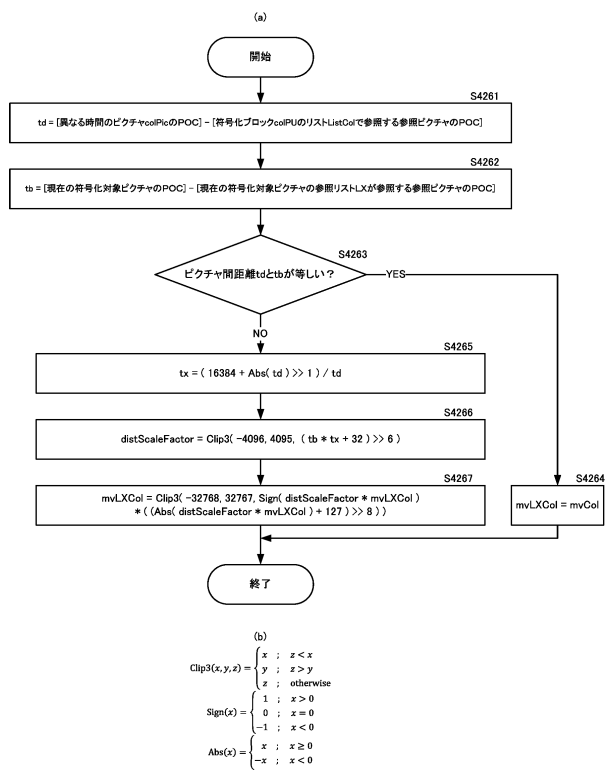 (a)
開始
S4261
td = [異なる時間のピクチャcolPicのPOC] - [符号化ブロックcolPUのリストListColで参照する参照ピクチャのPOC]
S4262
tb = [現在の符号化対象ピクチャのPOC] - [現在の符号化対象ピクチャの参照リストLXが参照する参照ピクチャのPOC]
S4263
ピクチャ間距離tdとtbが等しい？
YES
NO
S4265
tx = ( 16384 + Abs( td ) >> 1 ) / td
S4266
distScaleFactor = Clip3( -4096, 4095, ( tb * tx + 32 ) >> 6 )
S4267
mvLXCol = Clip3( -32768, 32767, Sign( distScaleFactor * mvLXCol )
* ( (Abs( distScaleFactor * mvLXCol ) + 127 ) >> 8 ) )
S4264
mvLXCol = mvCol
終了
(b)
Clip3(x, y, z) = { x ; z < x
y ; z > y
z ; otherwise
Sign(x) = { 1 ; x > 0
0 ; x = 0
-1 ; x < 0
Abs(x) = { x ; x ≥ 0
-x ; x < 0